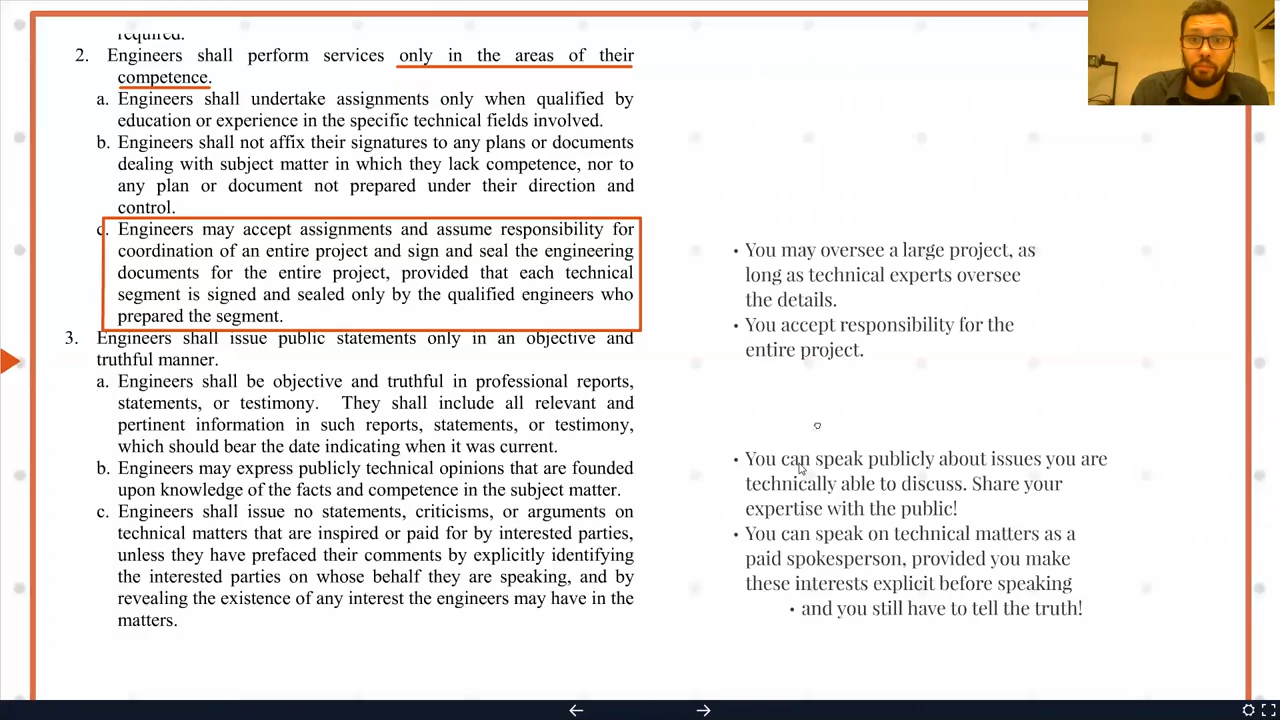 required.
2. Engineers shall perform services only in the areas of their
competence.
a. Engineers shall undertake assignments only when qualified by
education or experience in the specific technical fields involved.
b. Engineers shall not affix their signatures to any plans or documents
dealing with subject matter in which they lack competence, nor to
any plan or document not prepared under their direction and
control.
c. Engineers may accept assignments and assume responsibility for
coordination of an entire project and sign and seal the engineering
documents for the entire project, provided that each technical
segment is signed and sealed only by the qualified engineers who
prepared the segment.
3. Engineers shall issue public statements only in an objective and
truthful manner.
a. Engineers shall be objective and truthful in professional reports,
statements, or testimony. They shall include all relevant and
pertinent information in such reports, statements, or testimony,
which should bear the date indicating when it was current.
b. Engineers may express publicly technical opinions that are founded
upon knowledge of the facts and competence in the subject matter.
c. Engineers shall issue no statements, criticisms, or arguments on
technical matters that are inspired or paid for by interested parties,
unless they have prefaced their comments by explicitly identifying
the interested parties on whose behalf they are speaking, and by
revealing the existence of any interest the engineers may have in the
matters.
• You may oversee a large project, as
long as technical experts oversee
the details.
• You accept responsibility for the
entire project.
• You can speak publicly about issues you are
technically able to discuss. Share your
expertise with the public!
• You can speak on technical matters as a
paid spokesperson, provided you make
these interests explicit before speaking
• and you still have to tell the truth!